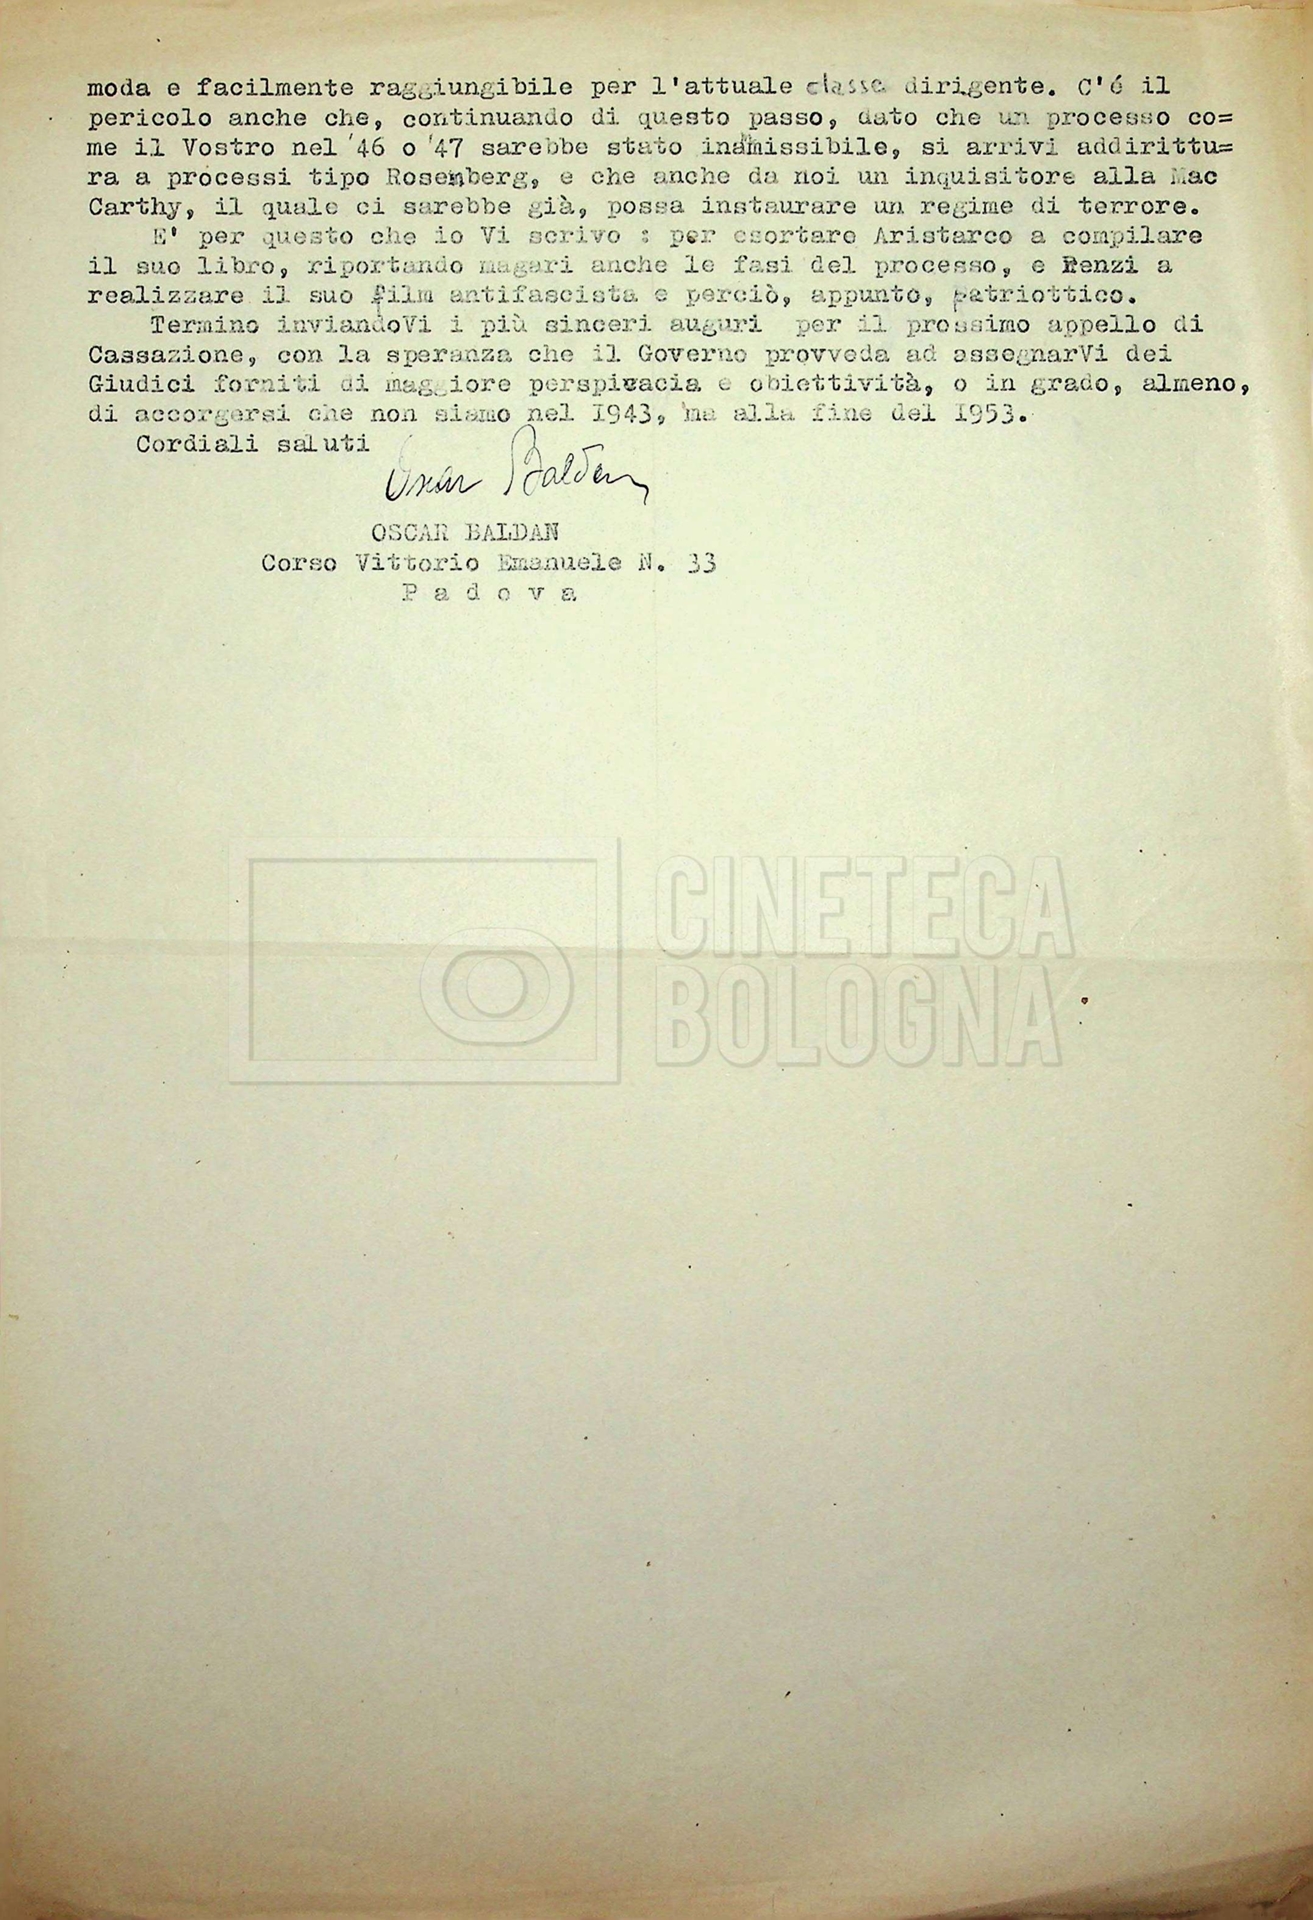 moda e facilmente raggiungibile per l'attuale classe dirigente. C'é il
pericolo anche che, continuando di questo passo, dato che un processo co=
me il Vostro nel '46 o '47 sarebbe stato inammissibile, si arrivi addirittu=
ra a processi tipo Rosemberg, e che anche da noi un inquisitore alla Mac
Carthy, il quale ci sarebbe già, possa instaurare un regime di terrore.
E' per questo che io Vi scrivo : per esortare Aristarco a compilare
il suo libro, riportando magari anche le fasi del processo, e Renzi a
realizzare il suo film antifascista e perciò, appunto, patriottico.
Termino inviandoVi i più sinceri auguri per il prossimo appello di
Cassazione, con la speranza che il Governo provveda ad assegnarVi dei
Giudici forniti di maggiore perspicacia e obiettività, o in grado, almeno,
di accorgersi che non siamo nel I943, ma alla fine del I953.
Cordiali saluti
Oscar Baldan
OSCAR BALDAN
Corso Vittorio Emanuele N. 33
P a d o v a
CINETECA
BOLOGNA